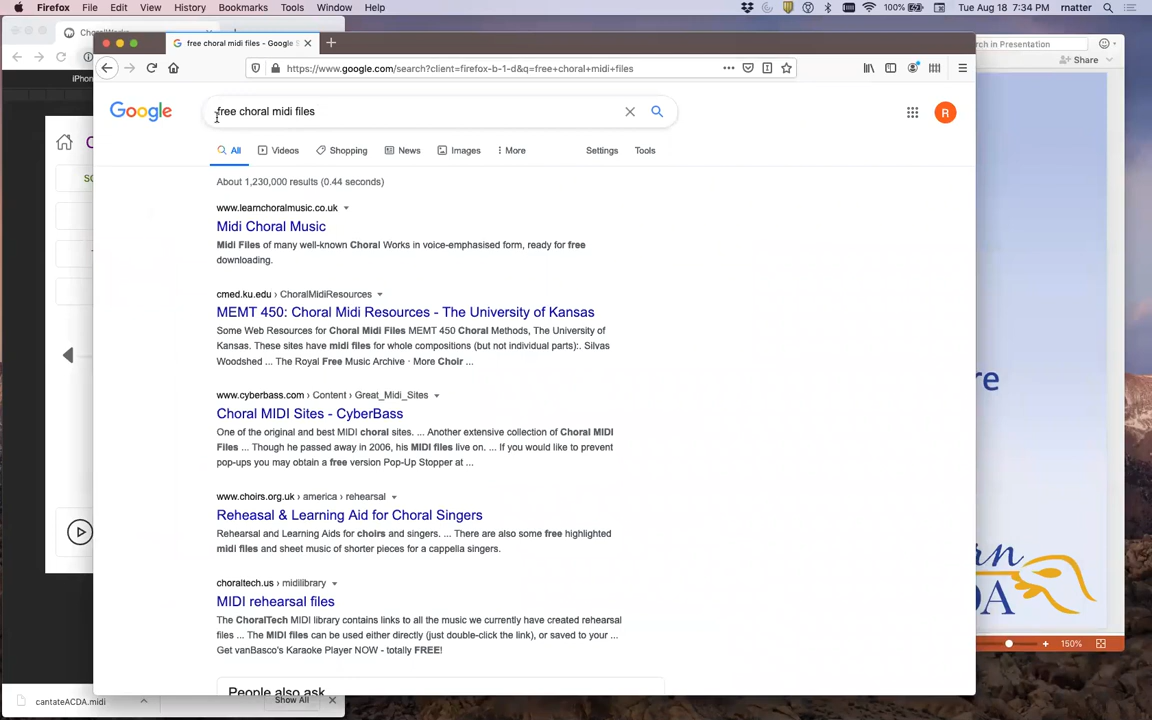 Firefox File Edit View History Bookmarks Tools Window Help 100% Tue Aug 18 7:34 PM rnatter
free choral midi files - Google
https://www.google.com/search?client=firefox-b-1-d&q=free+choral+midi+files
rch in Presentation
Share
iPhon
Google free choral midi files R
All Videos Shopping News Images More Settings Tools
About 1,230,000 results (0.44 seconds)
www.learnchoralmusic.co.uk
Midi Choral Music
Midi Files of many well-known Choral Works in voice-emphasised form, ready for free
downloading.
cmed.ku.edu › ChoralMidiResources
MEMT 450: Choral Midi Resources - The University of Kansas
Some Web Resources for Choral Midi Files MEMT 450 Choral Methods, The University of
Kansas. These sites have midi files for whole compositions (but not individual parts):. Silvas
Woodshed ... The Royal Free Music Archive · More Choir ...
www.cyberbass.com › Content › Great_Midi_Sites
Choral MIDI Sites - CyberBass
One of the original and best MIDI choral sites. ... Another extensive collection of Choral MIDI
Files ... Though he passed away in 2006, his MIDI files live on. ... If you would like to prevent
pop-ups you may obtain a free version Pop-Up Stopper at ...
www.choirs.org.uk › america › rehearsal
Reheasal & Learning Aid for Choral Singers
Rehearsal and Learning Aids for choirs and singers. ... There are also some free highlighted
midi files and sheet music of shorter pieces for a cappella singers.
choraltech.us › midilibrary
MIDI rehearsal files
The ChoralTech MIDI library contains links to all the music we currently have created rehearsal
files ... The MIDI files can be used either directly (just double-click the link), or saved to your ...
Get vanBasco's Karaoke Player NOW - totally FREE!
People also ask
re
DA
150%
cantateACDA.midi
Show All